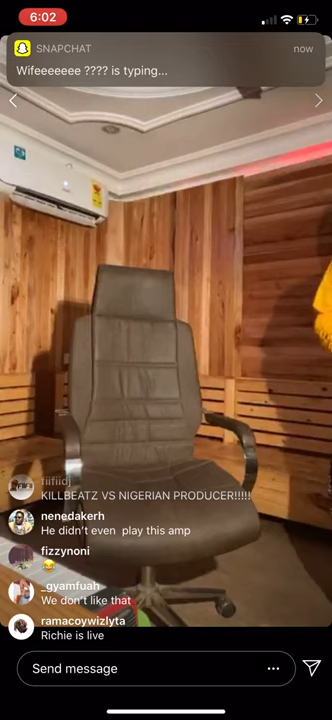 6:02
SNAPCHAT
now
Wifeeeeeee ???? is typing...
fiifiidj
KILLBEATZ VS NIGERIAN PRODUCER!!!!!
nenedakerh
He didn't even play this amp
fizzynoni
😂
_gyamfuah
We don't like that
ramacoywizlyta
Richie is live
Send message